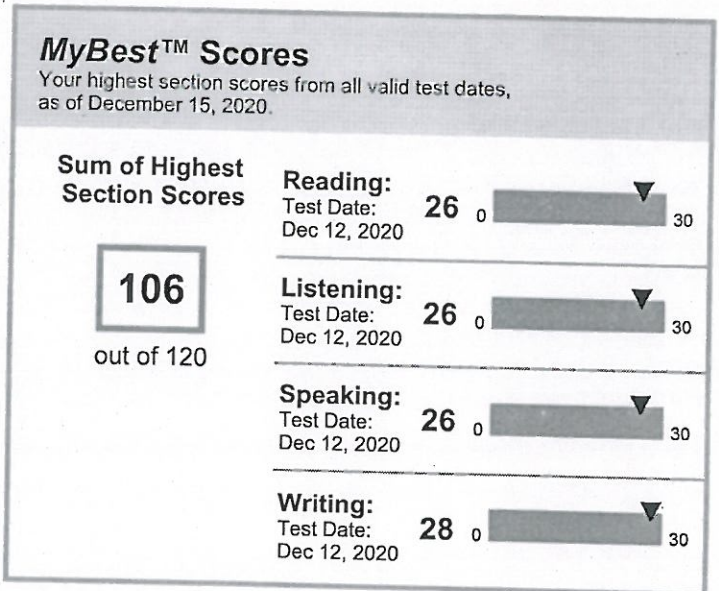 MyBest™ Scores
Your highest section scores from all valid test dates,
as of December 15, 2020.
Sum of Highest
Section Scores
106
out of 120
Reading:
Test Date:
Dec 12, 2020
26
0
30
Listening:
Test Date:
Dec 12, 2020
26
0
30
Speaking:
Test Date:
Dec 12, 2020
26
0
30
Writing:
Test Date:
Dec 12, 2020
28
0
30